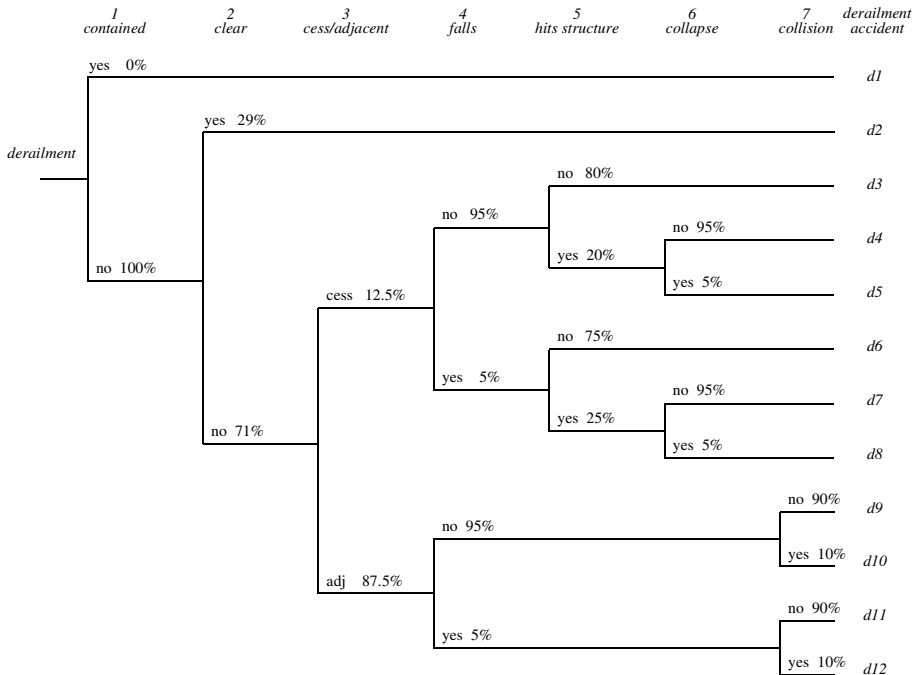 1 2 3 4 5 6 7 derailment
contained clear cess/adjacent falls hits structure collapse collision accident
yes 0%
d1
yes 29%
d2
derailment
no 80%
d3
no 95%
no 95%
d4
yes 20%
no 100%
yes 5%
d5
cess 12.5%
no 75%
d6
yes 5%
no 95%
d7
yes 25%
no 71%
yes 5%
d8
no 90%
d9
no 95%
yes 10%
d10
adj 87.5%
no 90%
d11
yes 5%
yes 10%
d12